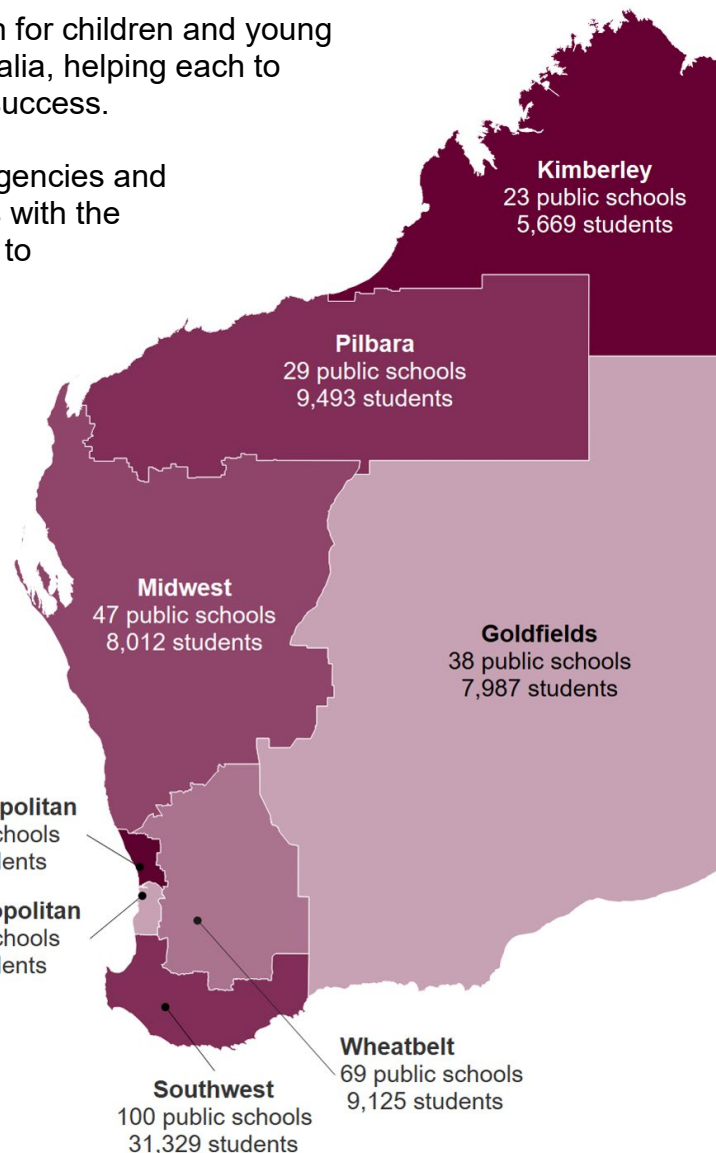 for children and young
alia, helping each to
success.
gencies and
with the
to
Kimberley
23 public schools
5,669 students
Pilbara
29 public schools
9,493 students
Midwest
47 public schools
8,012 students
Goldfields
38 public schools
7,987 students
politan
chools
dents
politan
chools
dents
Wheatbelt
69 public schools
9,125 students
Southwest
100 public schools
31,329 students